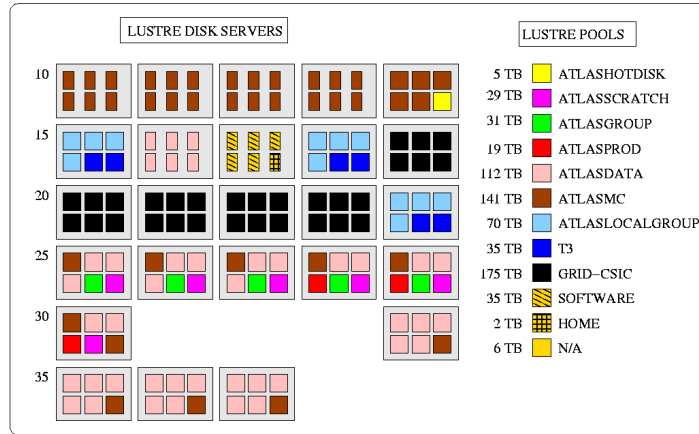 LUSTRE DISK SERVERS
LUSTRE POOLS
10
15
20
25
30
35
5 TB ATLASHOTDISK
29 TB ATLASSCRATCH
31 TB ATLASGROUP
19 TB ATLASPROD
112 TB ATLASDATA
141 TB ATLASMC
70 TB ATLASLOCALGROUP
35 TB T3
175 TB GRID-CSIC
35 TB SOFTWARE
2 TB HOME
6 TB N/A